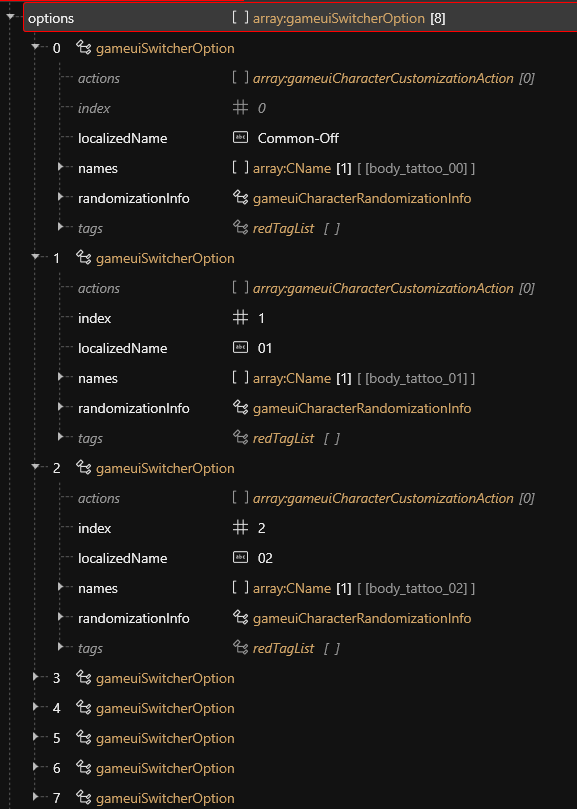 options [ ] array:gameuiSwitcherOption [8]
0 gameuiSwitcherOption
actions [ ] array:gameuiCharacterCustomizationAction [0]
index # 0
localizedName abc Common-Off
names [ ] array:CName [1] [ [body_tattoo_00] ]
randomizationInfo gameuiCharacterRandomizationInfo
tags redTagList [ ]
1 gameuiSwitcherOption
actions [ ] array:gameuiCharacterCustomizationAction [0]
index # 1
localizedName abc 01
names [ ] array:CName [1] [ [body_tattoo_01] ]
randomizationInfo gameuiCharacterRandomizationInfo
tags redTagList [ ]
2 gameuiSwitcherOption
actions [ ] array:gameuiCharacterCustomizationAction [0]
index # 2
localizedName abc 02
names [ ] array:CName [1] [ [body_tattoo_02] ]
randomizationInfo gameuiCharacterRandomizationInfo
tags redTagList [ ]
3 gameuiSwitcherOption
4 gameuiSwitcherOption
5 gameuiSwitcherOption
6 gameuiSwitcherOption
7 gameuiSwitcherOption